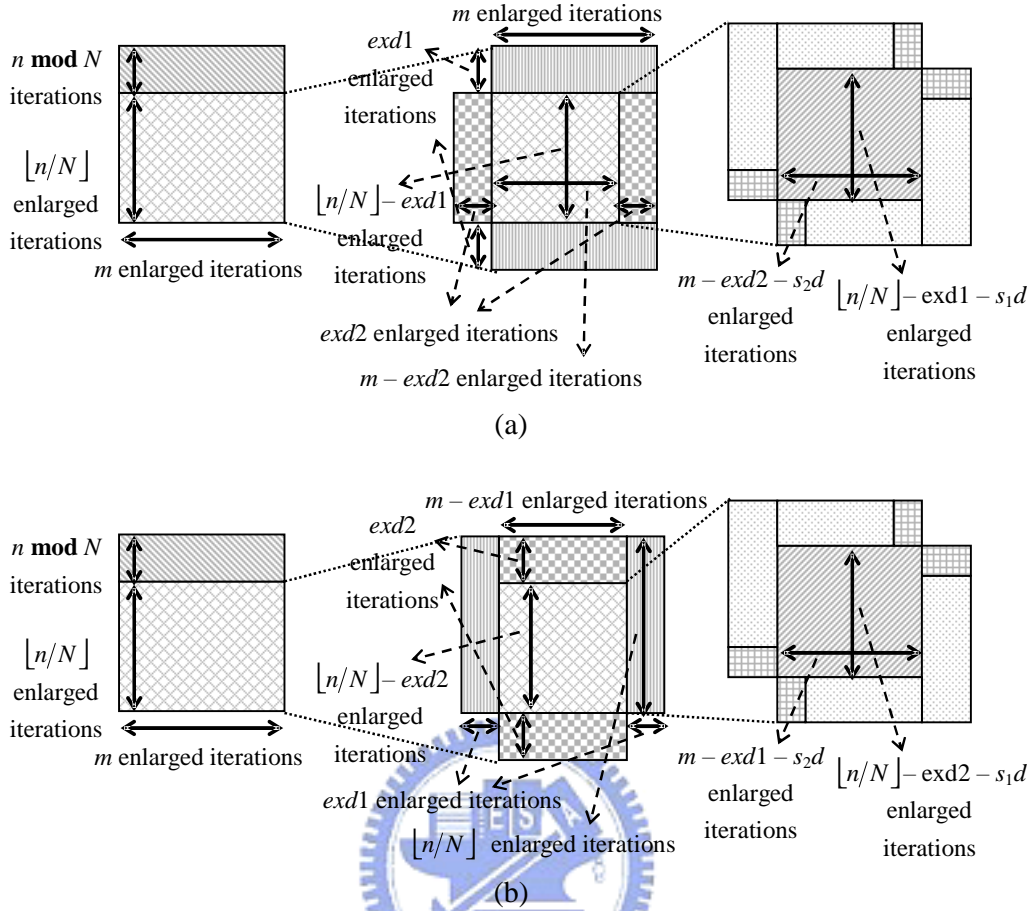 n mod N
iterations
⌊n/N⌋
enlarged
iterations
m enlarged iterations
m enlarged iterations
exd1
enlarged
iterations
⌊n/N⌋ – exd1
enlarged
iterations
exd2 enlarged iterations
m – exd2 enlarged iterations
m – exd2 – s₂d
enlarged
iterations
⌊n/N⌋ – exd1 – s₁d
enlarged
iterations
(a)
n mod N
iterations
⌊n/N⌋
enlarged
iterations
m enlarged iterations
m – exd1 enlarged iterations
exd2
enlarged
iterations
⌊n/N⌋ – exd2
enlarged
iterations
exd1 enlarged iterations
⌊n/N⌋ enlarged iterations
m – exd1 – s₂d
enlarged
iterations
⌊n/N⌋ – exd2 – s₁d
enlarged
iterations
E S
(b)